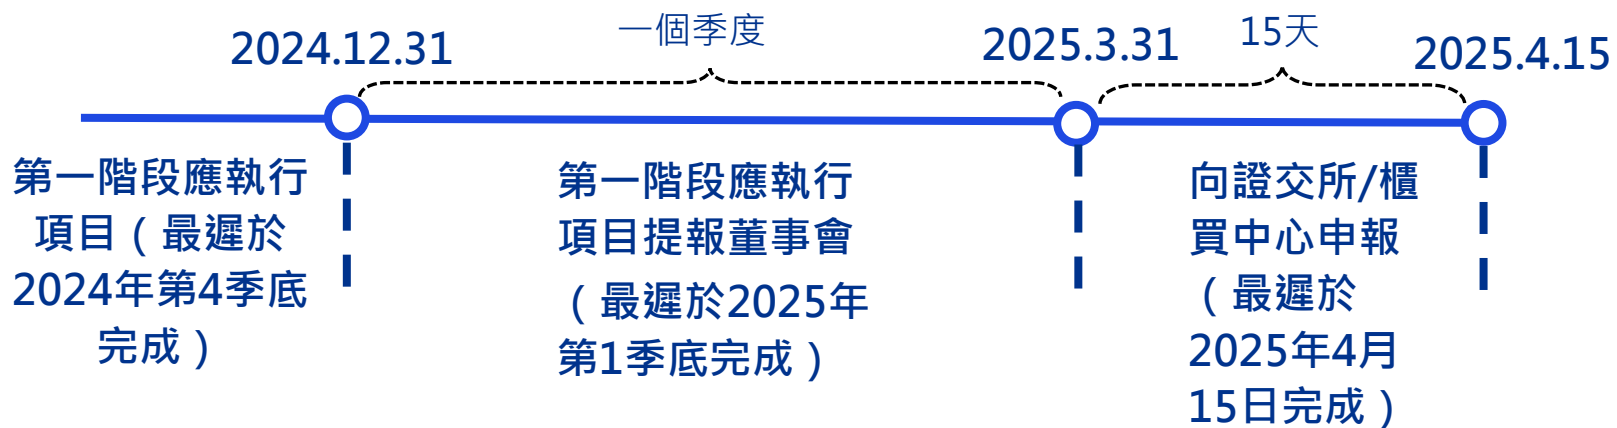 2024.12.31
一個季度
2025.3.31
15天
2025.4.15
第一階段應執行
項目（最遲於
2024年第4季底
完成）
第一階段應執行
項目提報董事會
（最遲於2025年
第1季底完成）
向證交所/櫃
買中心申報
（最遲於
2025年4月
15日完成）